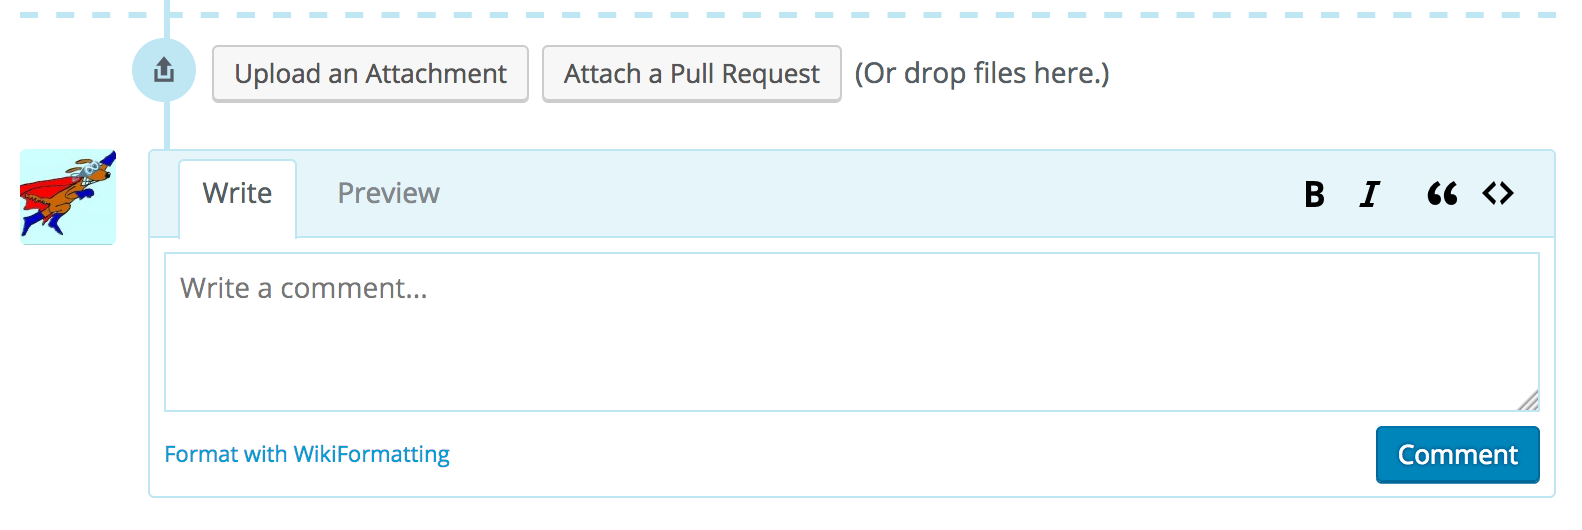 Upload an Attachment Attach a Pull Request (Or drop files here.)
Write Preview B I “ <>
Write a comment...
Format with WikiFormatting Comment